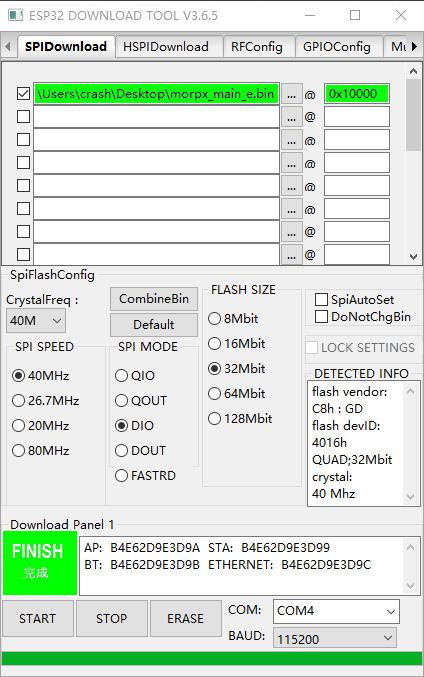 ESP32 DOWNLOAD TOOL V3.6.5
SPIDownload HSPIDownload RFConfig GPIOConfig Mu
\Users\crash\Desktop\morpx_main_e.bin ... @ 0x10000
... @
... @
... @
... @
... @
... @
... @
SpiFlashConfig
CrystalFreq :
40M
CombineBin
Default
SPI SPEED
40MHz
26.7MHz
20MHz
80MHz
SPI MODE
QIO
QOUT
DIO
DOUT
FASTRD
FLASH SIZE
8Mbit
16Mbit
32Mbit
64Mbit
128Mbit
SpiAutoSet
DoNotChgBin
LOCK SETTINGS
DETECTED INFO
flash vendor:
C8h : GD
flash devID:
4016h
QUAD;32Mbit
crystal:
40 Mhz
Download Panel 1
FINISH
完成
AP: B4E62D9E3D9A STA: B4E62D9E3D99
BT: B4E62D9E3D9B ETHERNET: B4E62D9E3D9C
START STOP ERASE
COM: COM4
BAUD: 115200